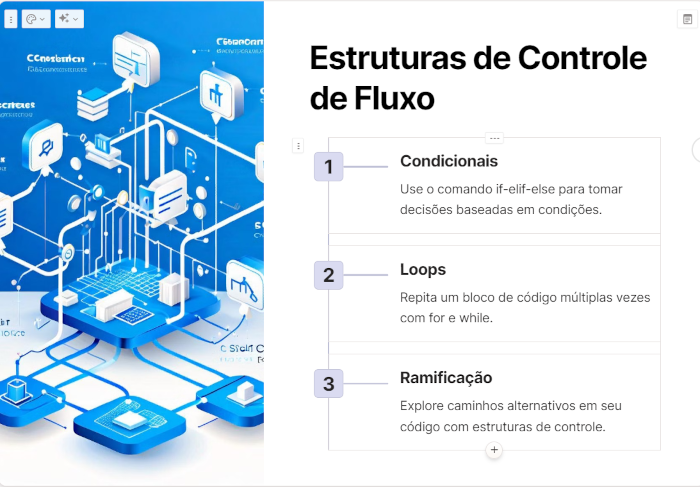 Estruturas de Controle
de Fluxo
1
Condicionais
Use o comando if-elif-else para tomar
decisões baseadas em condições.
2
Loops
Repita um bloco de código múltiplas vezes
com for e while.
3
Ramificação
Explore caminhos alternativos em seu
código com estruturas de controle.